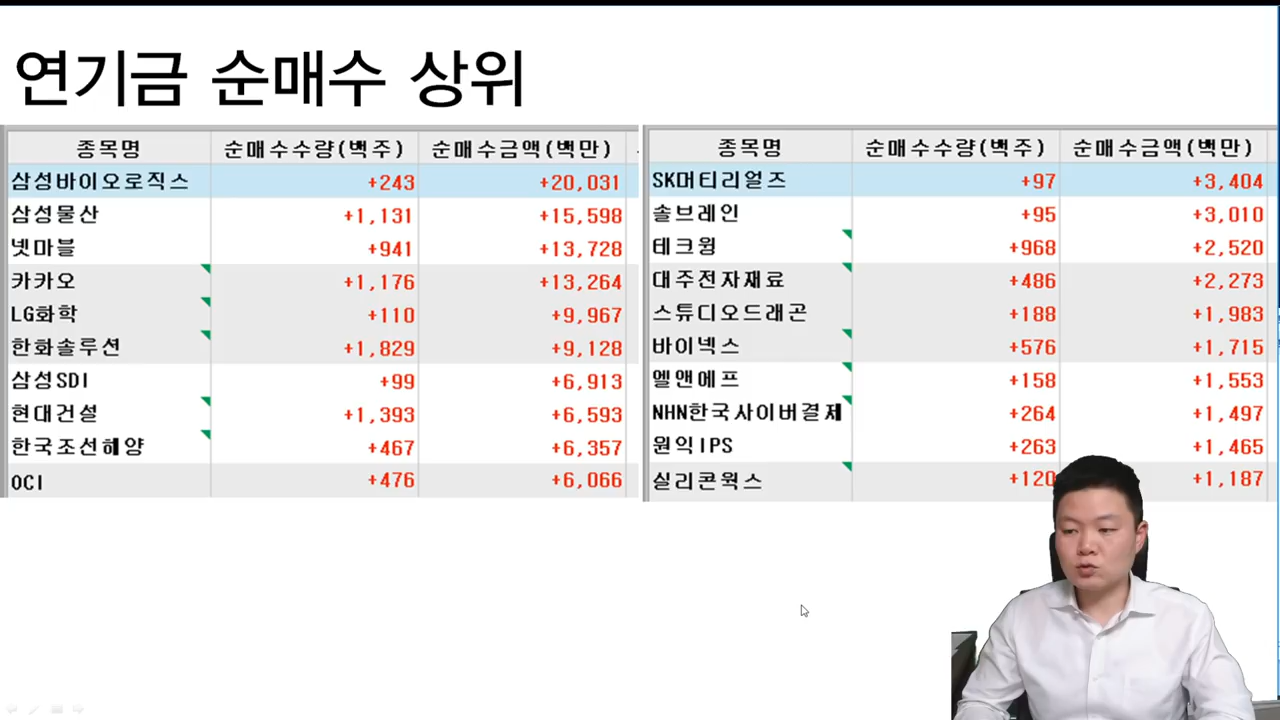 연기금 순매수 상위
종목명 순매수수량(백주) 순매수금액(백만)
삼성바이오로직스 +243 +20,031
삼성물산 +1,131 +15,598
넷마블 +941 +13,728
카카오 +1,176 +13,264
LG화학 +110 +9,967
한화솔루션 +1,829 +9,128
삼성SDI +99 +6,913
현대건설 +1,393 +6,593
한국조선해양 +467 +6,357
OCI +476 +6,066
종목명 순매수수량(백주) 순매수금액(백만)
SK머티리얼즈 +97 +3,404
솔브레인 +95 +3,010
테크윙 +968 +2,520
대주전자재료 +486 +2,273
스튜디오드래곤 +188 +1,983
바이넥스 +576 +1,715
엘앤에프 +158 +1,553
NHN한국사이버결제 +264 +1,497
원익IPS +263 +1,465
실리콘웍스 +120 +1,187